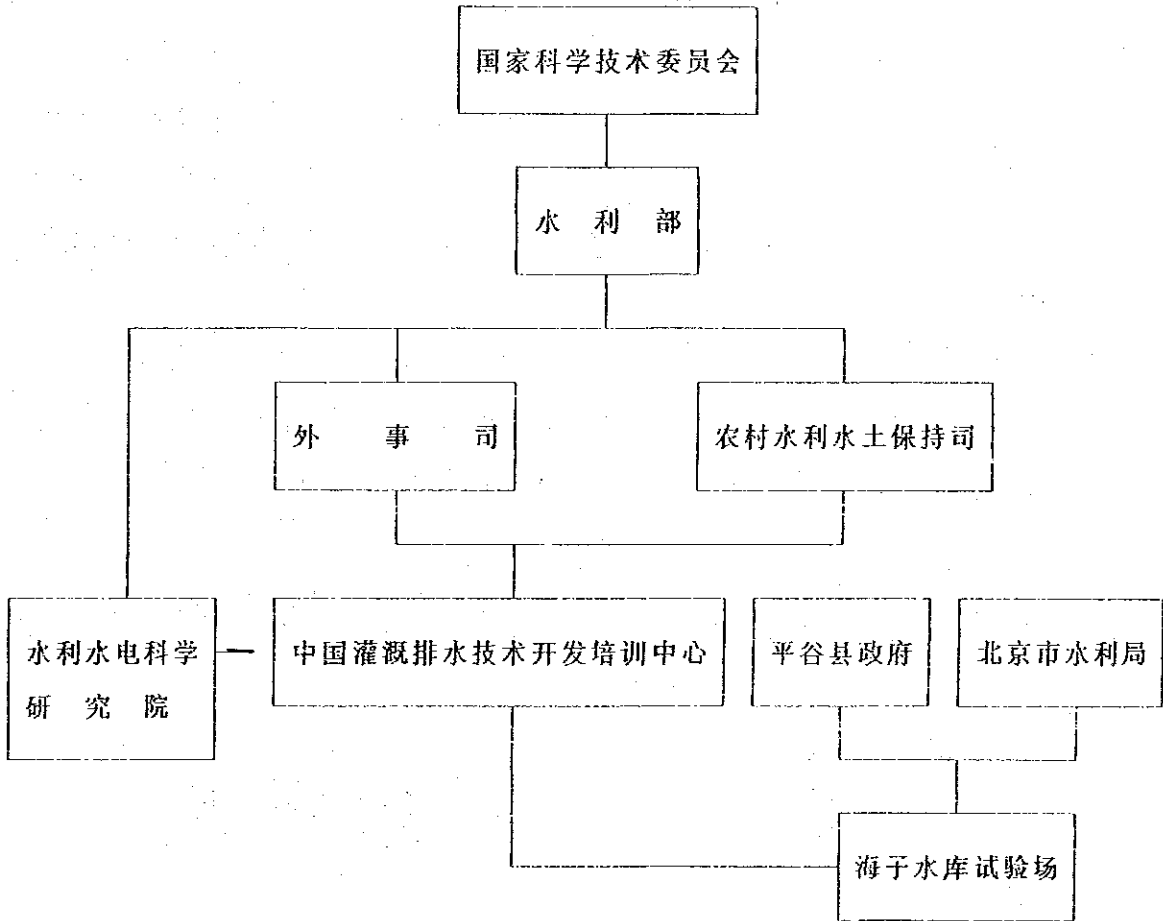 国家科学技术委员会
水利部
外事司
农村水利水土保持司
水利水电科学
研究院
中国灌溉排水技术开发培训中心
平谷县政府
北京市水利局
海子水库试验场